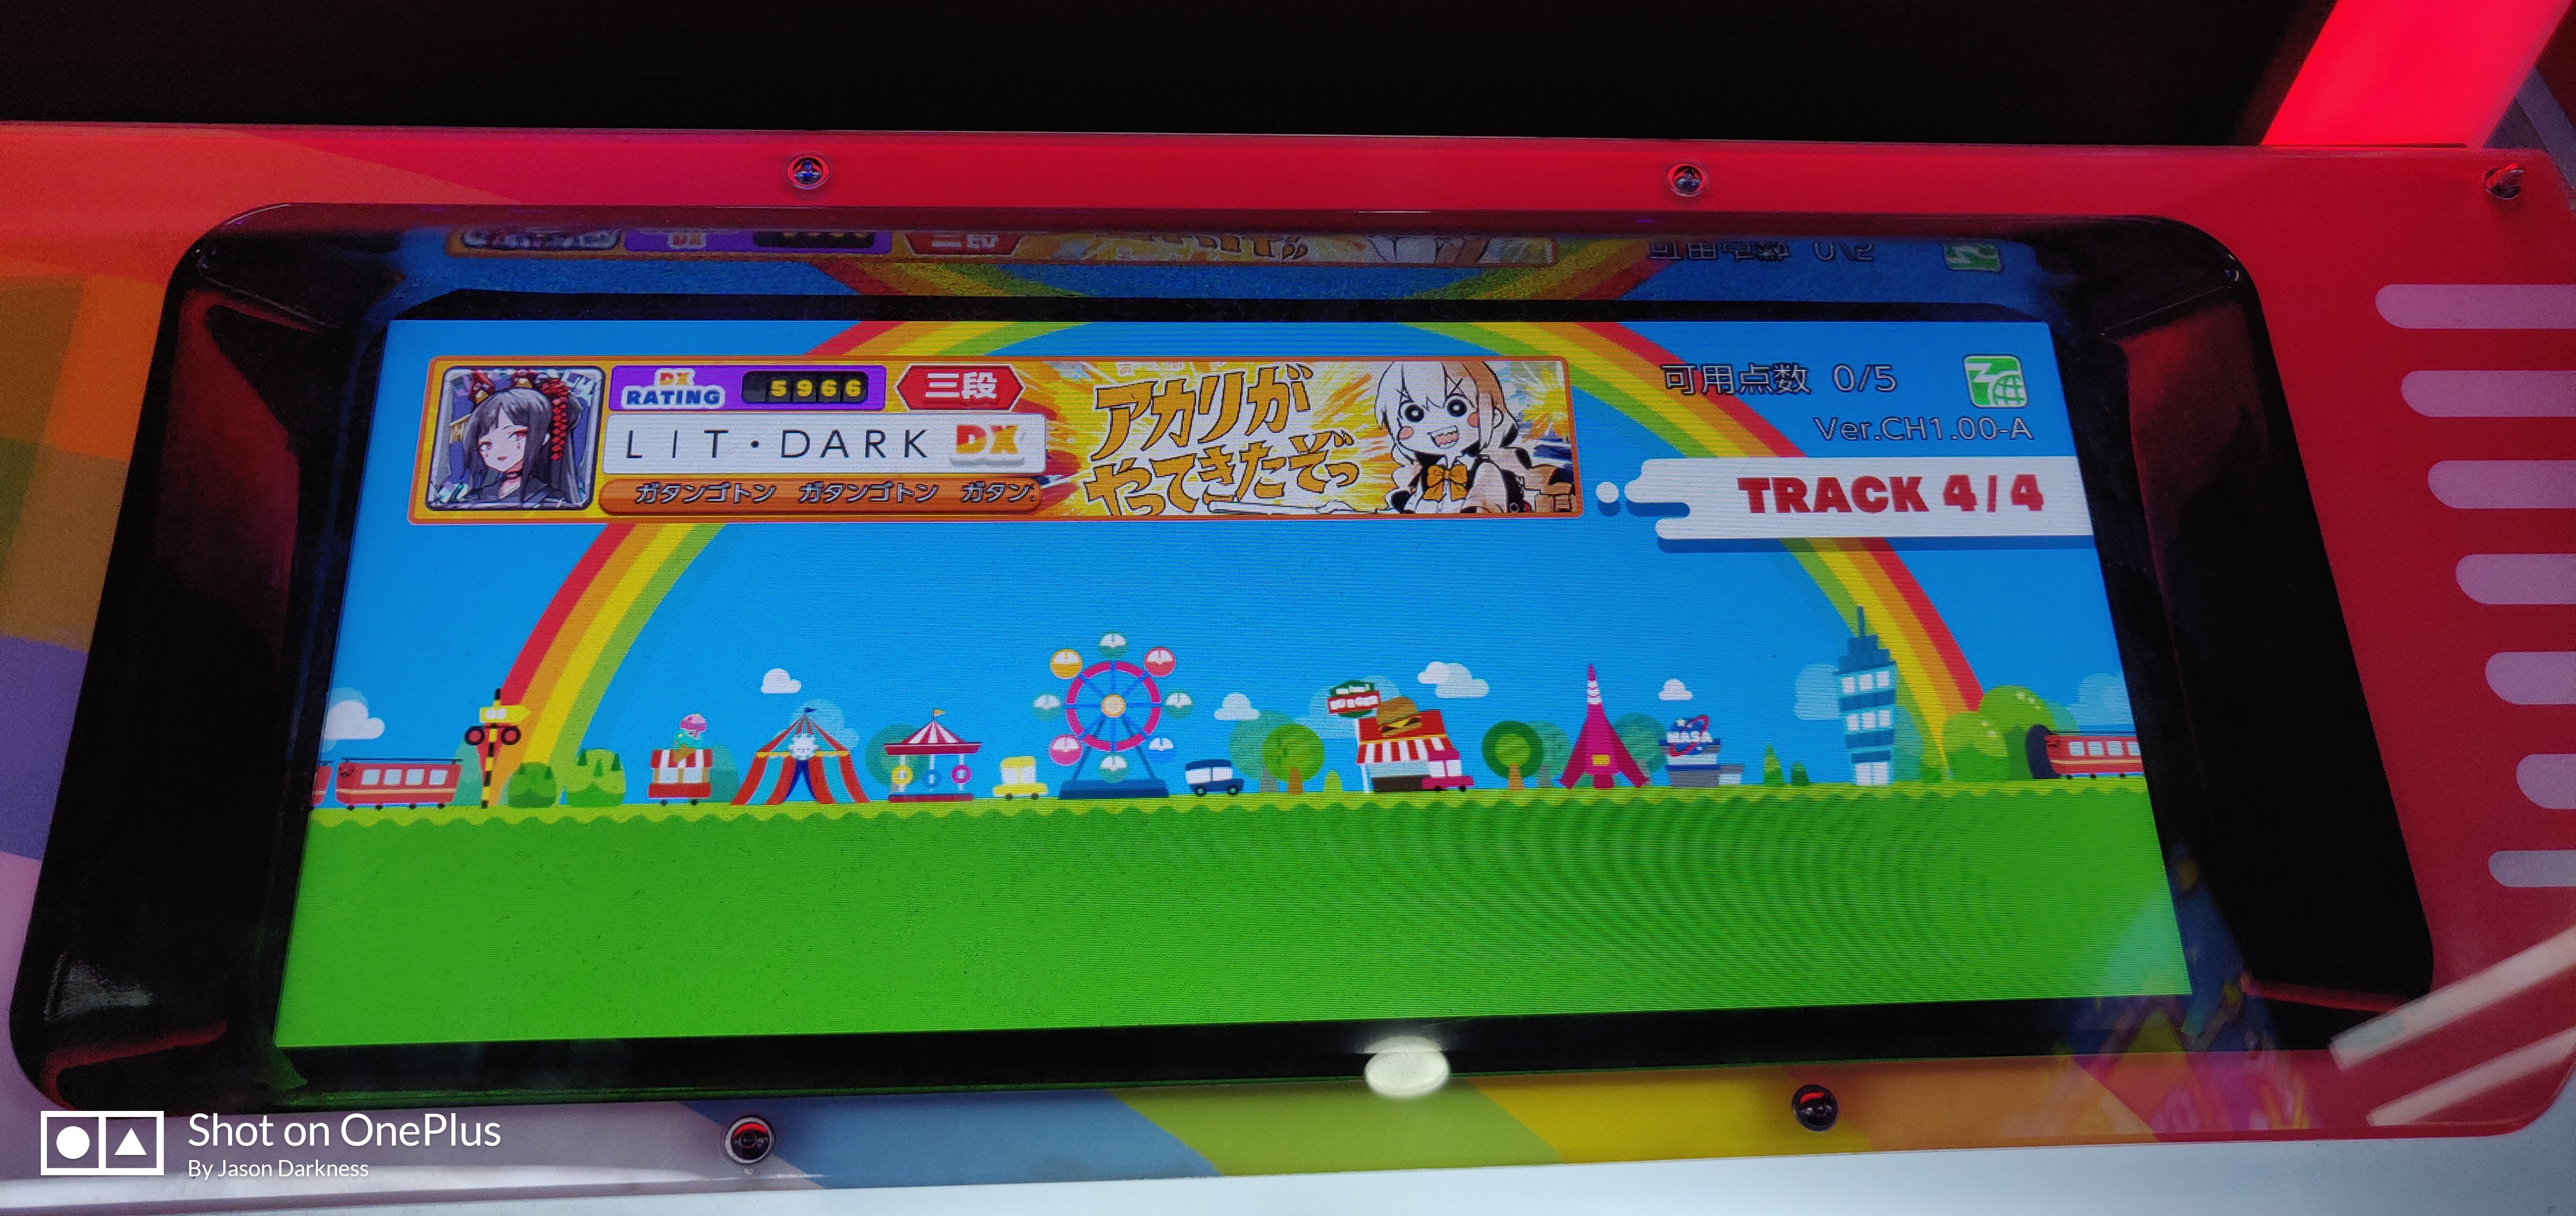 DX
RATING
5966
三段
LIT・DARK DX
ガタンゴトン ガタンゴトン ガタン
アカリが
やってきたぞっ
可用点数 0/5
Ver.CH1.00-A
TRACK 4/4
BURGER
MASA
Shot on OnePlus
By Jason Darkness